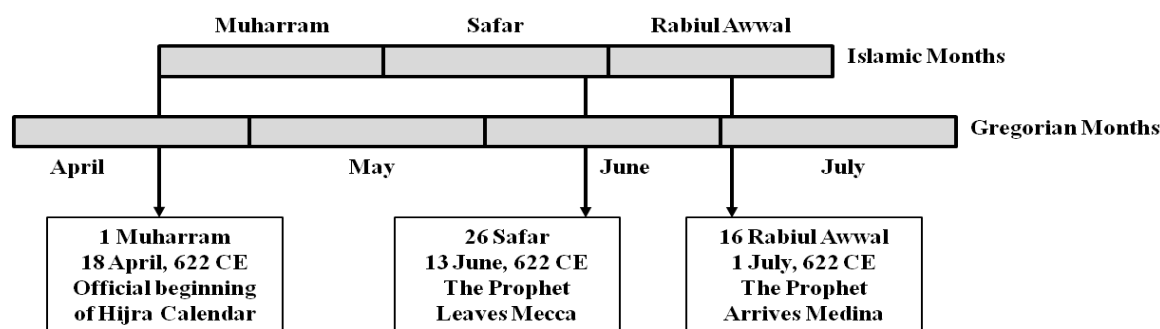 Muharram Safar Rabiul Awwal
Islamic Months
Gregorian Months
April May June July
1 Muharram
18 April, 622 CE
Official beginning
of Hijra Calendar
26 Safar
13 June, 622 CE
The Prophet
Leaves Mecca
16 Rabiul Awwal
1 July, 622 CE
The Prophet
Arrives Medina